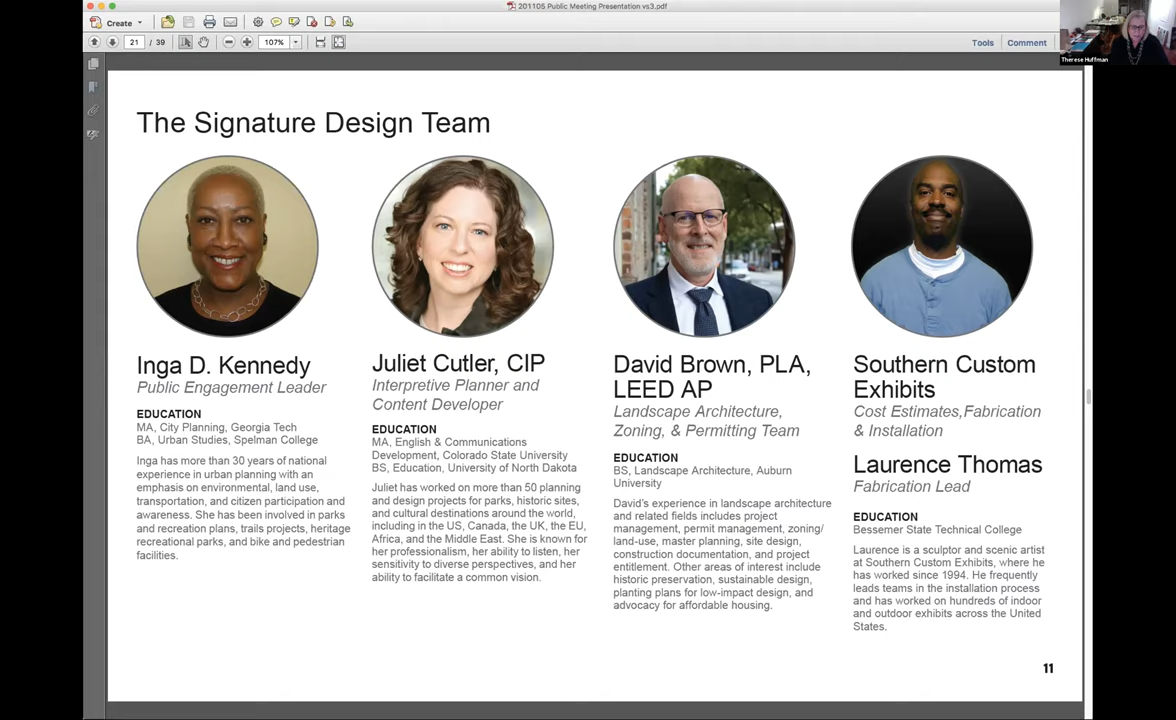 201105 Public Meeting Presentation vs3.pdf
Create
21 / 39
107%
Tools
Comment
Therese Huffman
The Signature Design Team
Inga D. Kennedy
Public Engagement Leader
EDUCATION
MA, City Planning, Georgia Tech
BA, Urban Studies, Spelman College
Inga has more than 30 years of national
experience in urban planning with an
emphasis on environmental, land use,
transportation, and citizen participation and
awareness. She has been involved in parks
and recreation plans, trails projects, heritage
recreational parks, and bike and pedestrian
facilities.
Juliet Cutler, CIP
Interpretive Planner and
Content Developer
EDUCATION
MA, English & Communications
Development, Colorado State University
BS, Education, University of North Dakota
Juliet has worked on more than 50 planning
and design projects for parks, historic sites,
and cultural destinations around the world,
including in the US, Canada, the UK, the EU,
Africa, and the Middle East. She is known for
her professionalism, her ability to listen, her
sensitivity to diverse perspectives, and her
ability to facilitate a common vision.
David Brown, PLA,
LEED AP
Landscape Architecture,
Zoning, & Permitting Team
EDUCATION
BS, Landscape Architecture, Auburn
University
David's experience in landscape architecture
and related fields includes project
management, permit management, zoning/
land-use, master planning, site design,
construction documentation, and project
entitlement. Other areas of interest include
historic preservation, sustainable design,
planting plans for low-impact design, and
advocacy for affordable housing.
Southern Custom
Exhibits
Cost Estimates,Fabrication
& Installation
Laurence Thomas
Fabrication Lead
EDUCATION
Bessemer State Technical College
Laurence is a sculptor and scenic artist
at Southern Custom Exhibits, where he
has worked since 1994. He frequently
leads teams in the installation process
and has worked on hundreds of indoor
and outdoor exhibits across the United
States.
11